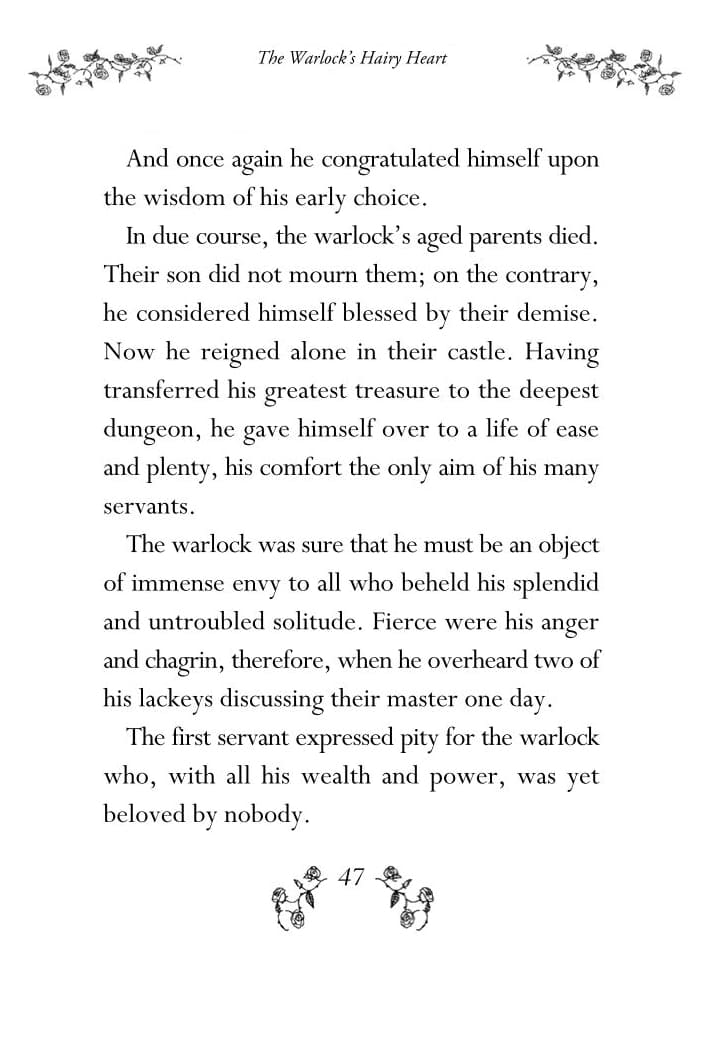 The Warlock's Hairy Heart
And once again he congratulated himself upon
the wisdom of his early choice.
In due course, the warlock's aged parents died.
Their son did not mourn them; on the contrary,
he considered himself blessed by their demise.
Now he reigned alone in their castle. Having
transferred his greatest treasure to the deepest
dungeon, he gave himself over to a life of ease
and plenty, his comfort the only aim of his many
servants.
The warlock was sure that he must be an object
of immense envy to all who beheld his splendid
and untroubled solitude. Fierce were his anger
and chagrin, therefore, when he overheard two of
his lackeys discussing their master one day.
The first servant expressed pity for the warlock
who, with all his wealth and power, was yet
beloved by nobody.
47